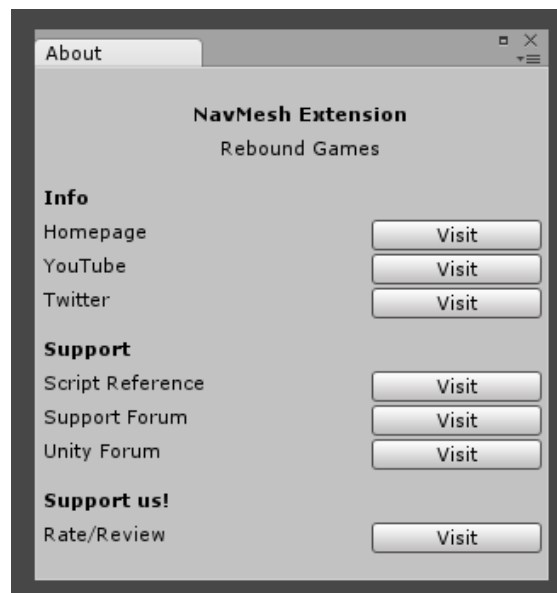 About
NavMesh Extension
Rebound Games
Info
Homepage Visit
YouTube Visit
Twitter Visit
Support
Script Reference Visit
Support Forum Visit
Unity Forum Visit
Support us!
Rate/Review Visit